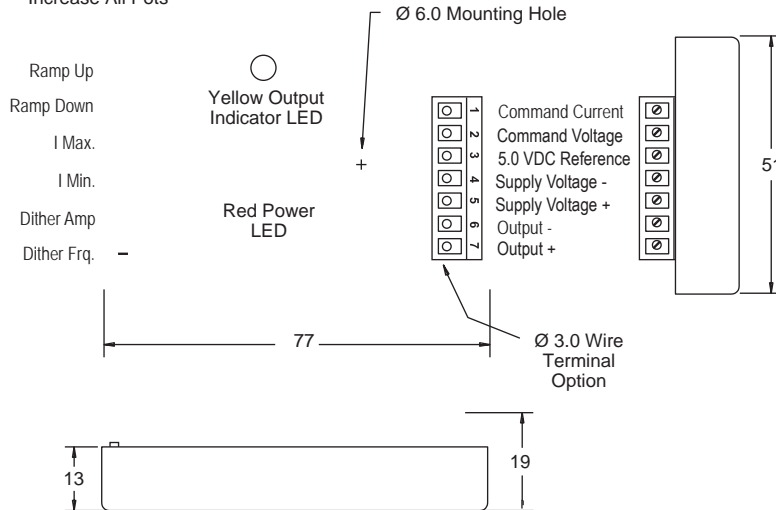 Increase All Pots
Ø 6.0 Mounting Hole
Ramp Up
Ramp Down
I Max.
I Min.
Dither Amp
Dither Frq.
–
Yellow Output
Indicator LED
+
Red Power
LED
1 Command Current
2 Command Voltage
3 5.0 VDC Reference
4 Supply Voltage -
5 Supply Voltage +
6 Output -
7 Output +
51
77
Ø 3.0 Wire
Terminal
Option
13
19